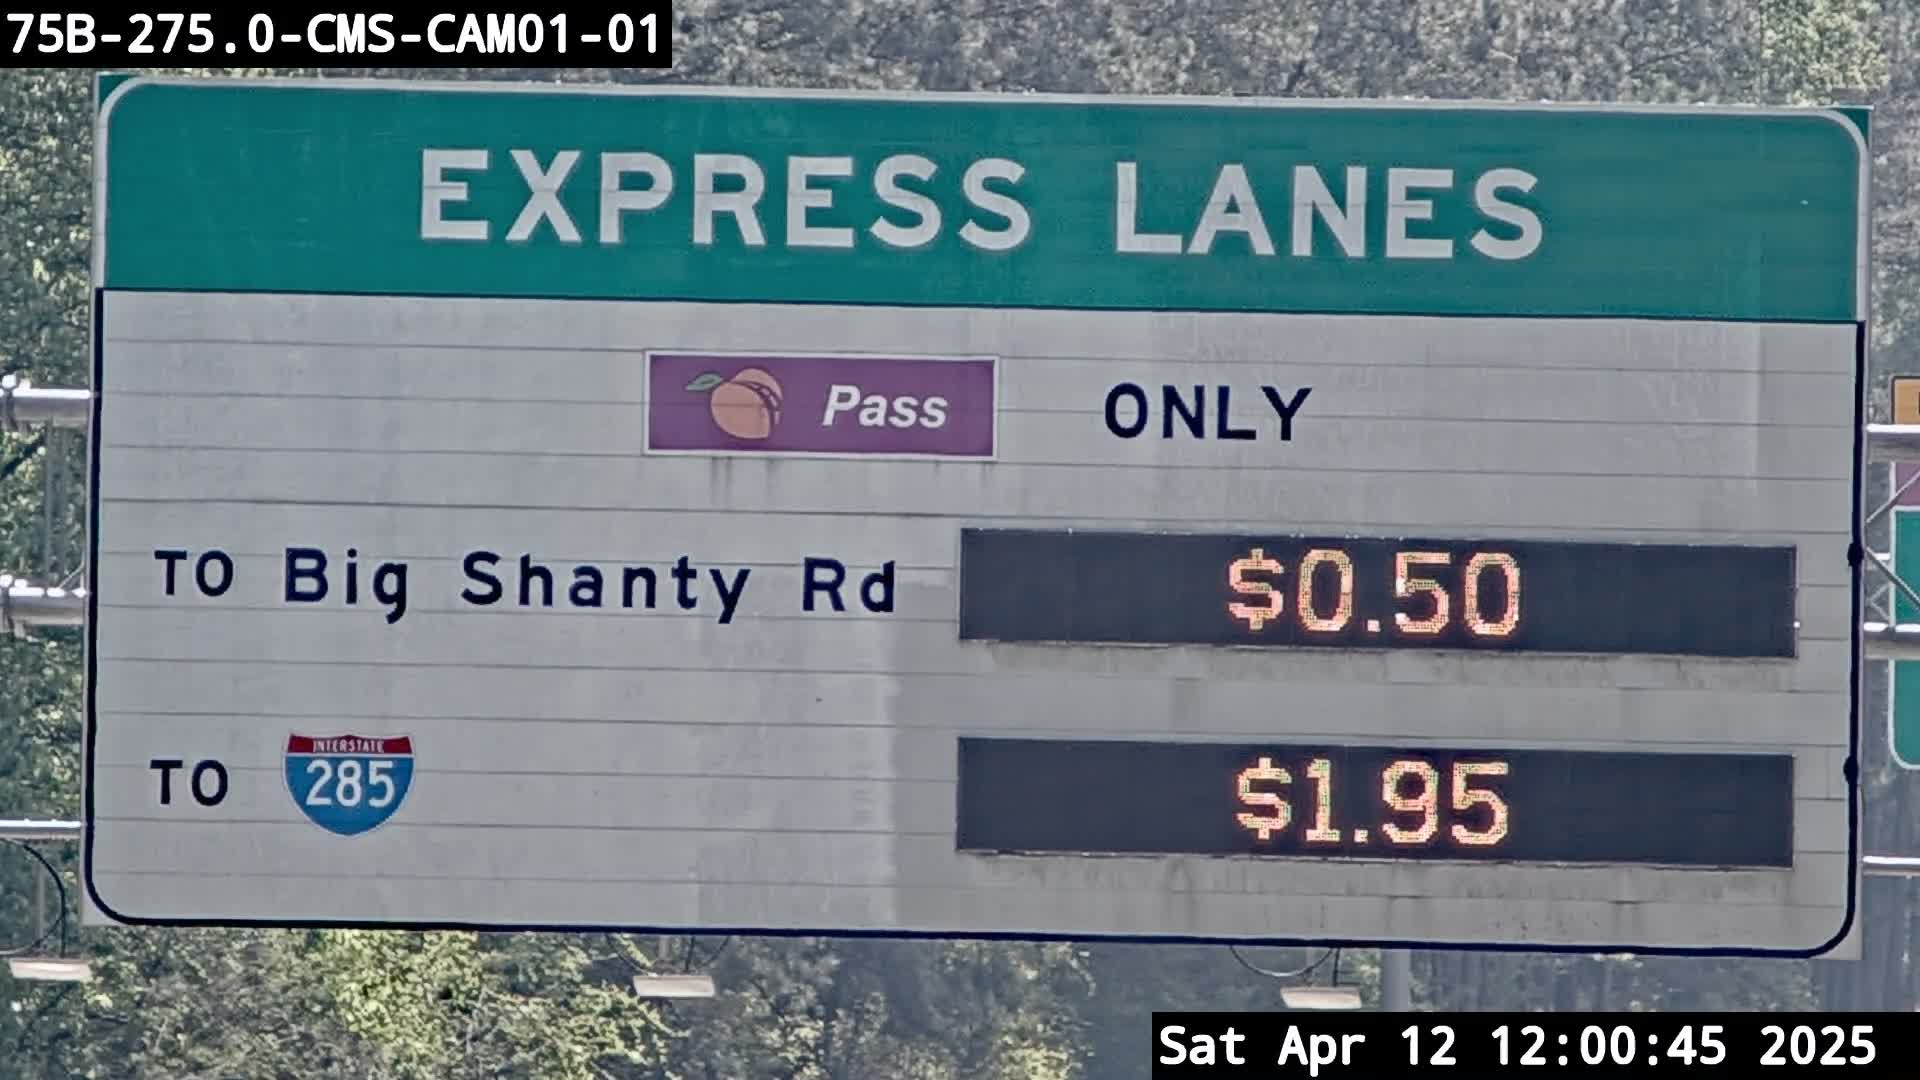 75B-275.0-CMS-CAM01-01
EXPRESS LANES
Pass ONLY
TO Big Shanty Rd $0.50
TO INTERSTATE 285 $1.95
Sat Apr 12 12:00:45 2025